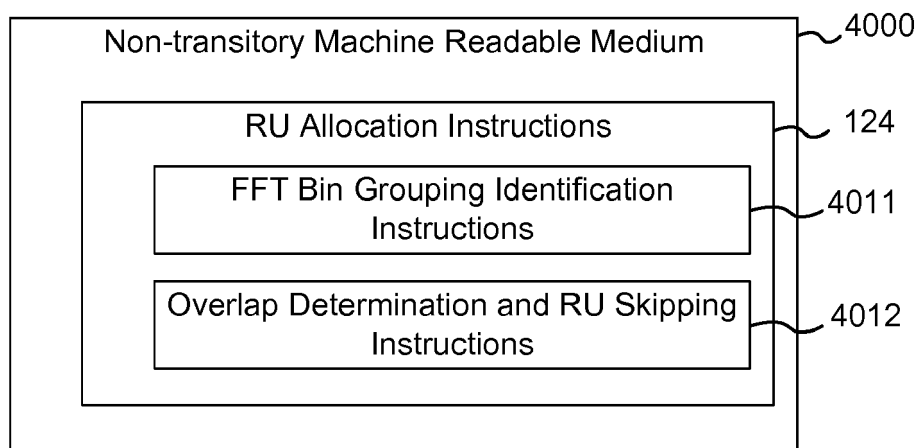 Non-transitory Machine Readable Medium
4000
RU Allocation Instructions
124
FFT Bin Grouping Identification
Instructions
4011
Overlap Determination and RU Skipping
Instructions
4012